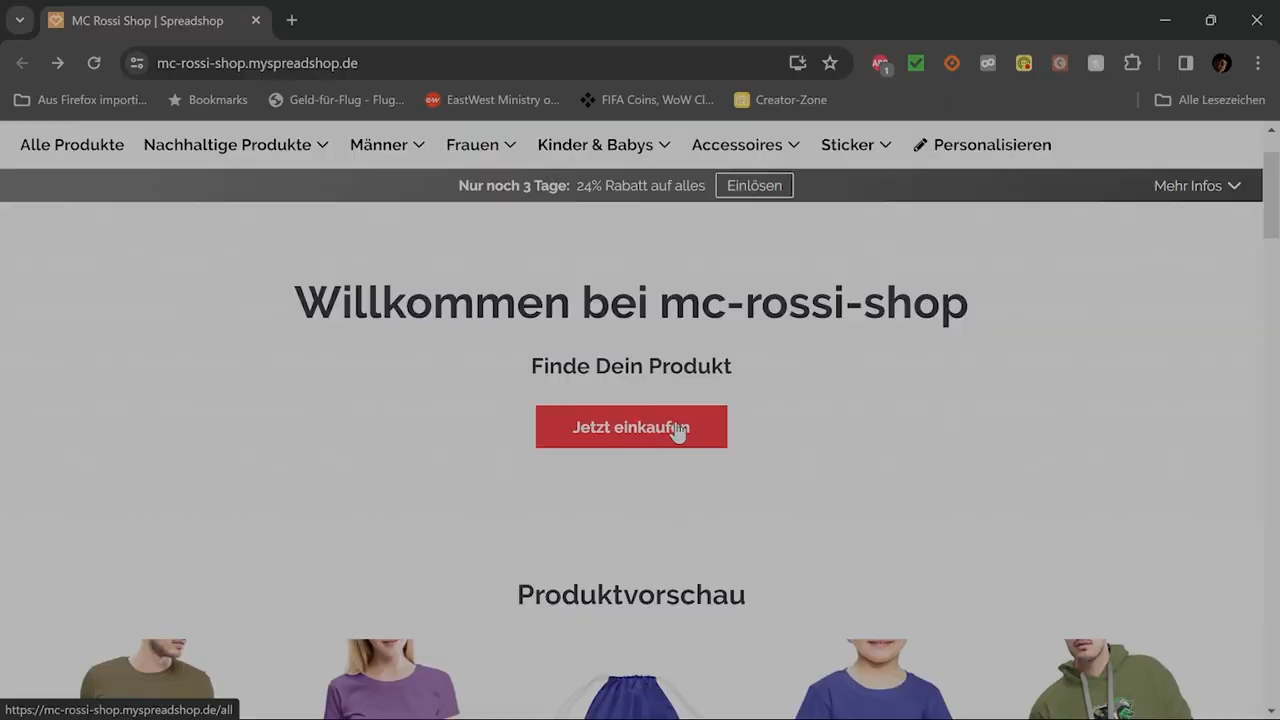 MC Rossi Shop | Spreadshop
mc-rossi-shop.myspreadshop.de
1
Aus Firefox importi...
Bookmarks
Geld-für-Flug - Flug...
EastWest Ministry o...
FIFA Coins, WoW Cl...
Creator-Zone
Alle Lesezeichen
Alle Produkte
Nachhaltige Produkte
Männer
Frauen
Kinder & Babys
Accessoires
Sticker
Personalisieren
Nur noch 3 Tage: 24% Rabatt auf alles
Einlösen
Mehr Infos
Willkommen bei mc-rossi-shop
Finde Dein Produkt
Jetzt einkaufen
Produktvorschau
https://mc-rossi-shop.myspreadshop.de/all